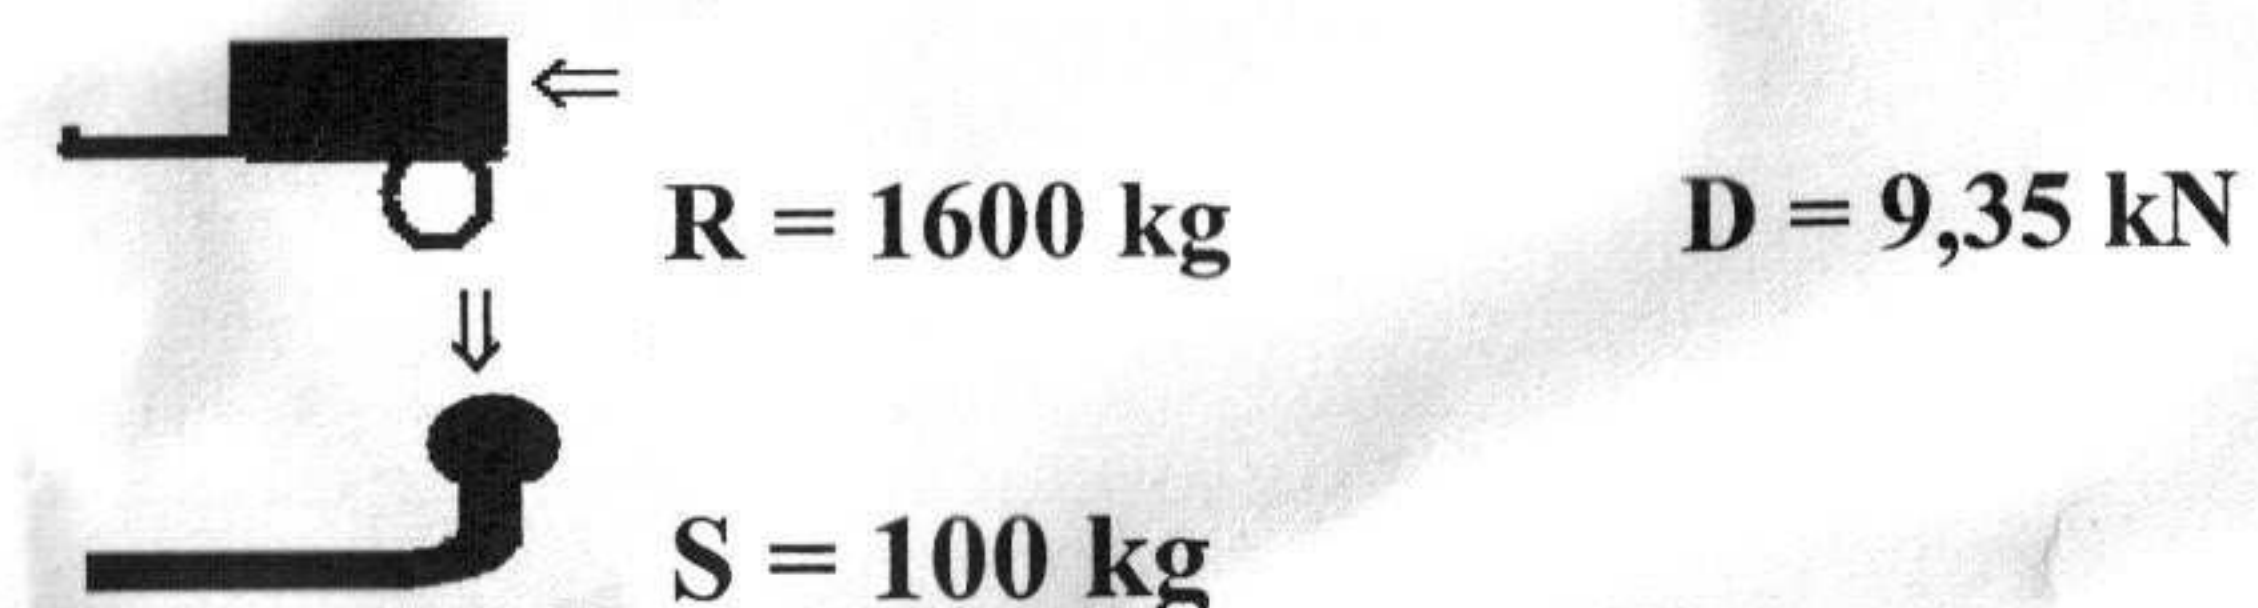 R = 1600 kg D = 9,35 kN
S = 100 kg